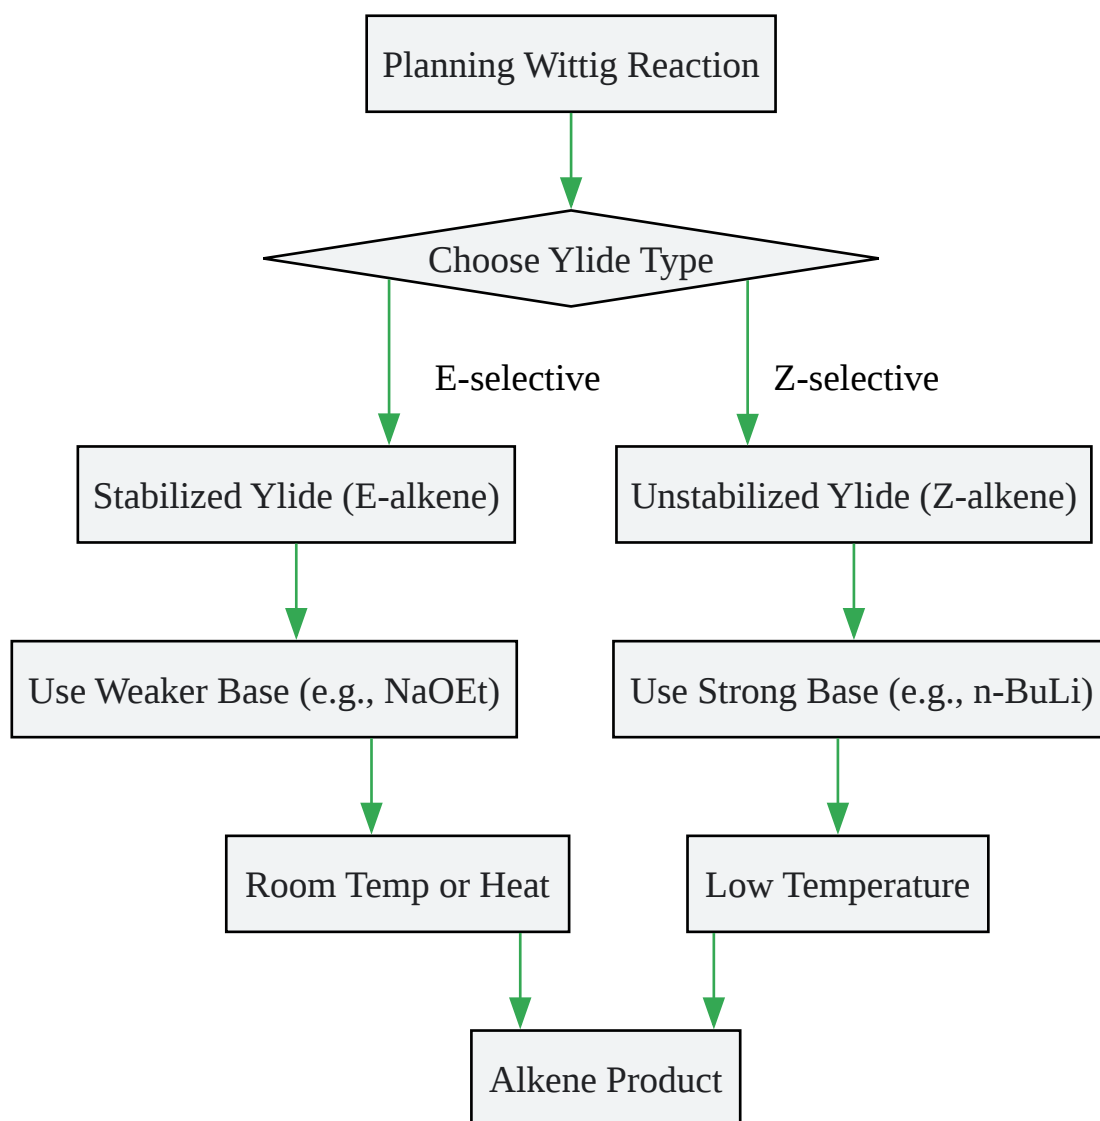 Planning Wittig Reaction
Choose Ylide Type
E-selective
Z-selective
Stabilized Ylide (E-alkene)
Unstabilized Ylide (Z-alkene)
Use Weaker Base (e.g., NaOEt)
Use Strong Base (e.g., n-BuLi)
Room Temp or Heat
Low Temperature
Alkene Product